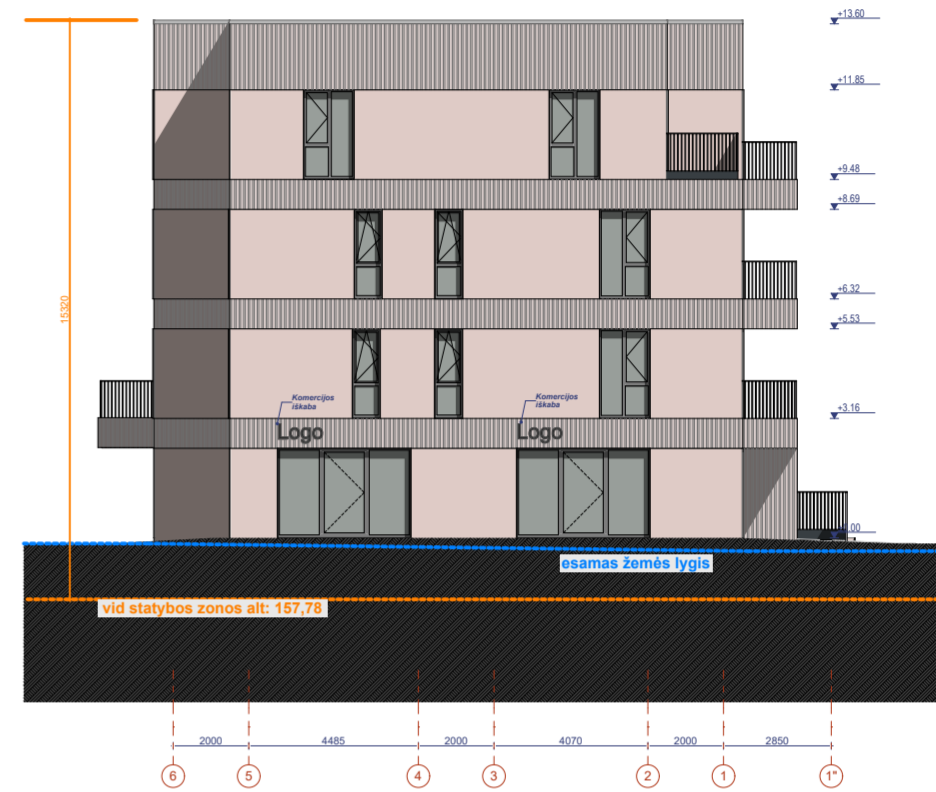 +13.60
+11.85
+9.48
+8.69
15320
+6.32
+5.53
Komercijos
iškaba
Komercijos
iškaba
+3.16
Logo
Logo
esamas žemės lygis
vid statybos zonos alt: 157,78
2000
4485
2000
4070
2000
2850
6
5
4
3
2
1
1"